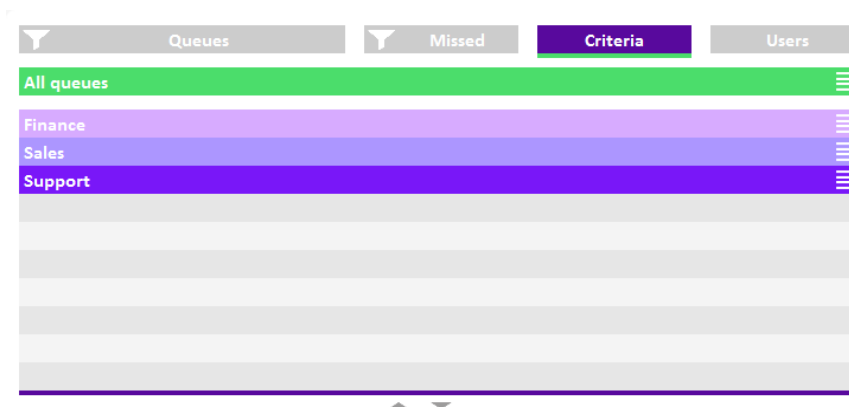 Queues Missed Criteria Users
All queues
Finance
Sales
Support